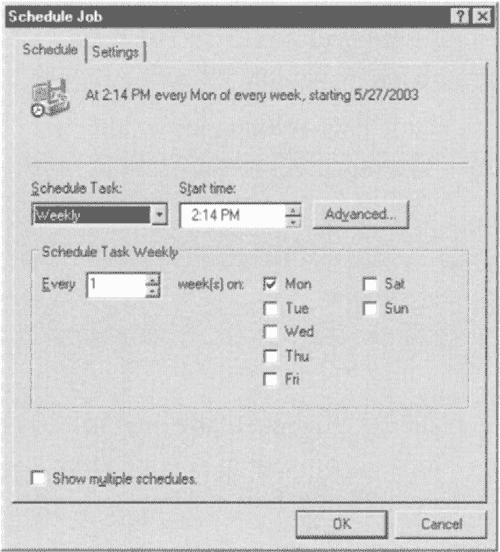 Schedule Job
Schedule Settings
At 2:14 PM every Mon of every week, starting 5/27/2003
Schedule Task: Start time:
Weekly 2:14 PM Advanced...
Schedule Task Weekly
Every 1 week(s) on: Mon Sat
Tue Sun
Wed
Thu
Fri
Show multiple schedules.
OK Cancel